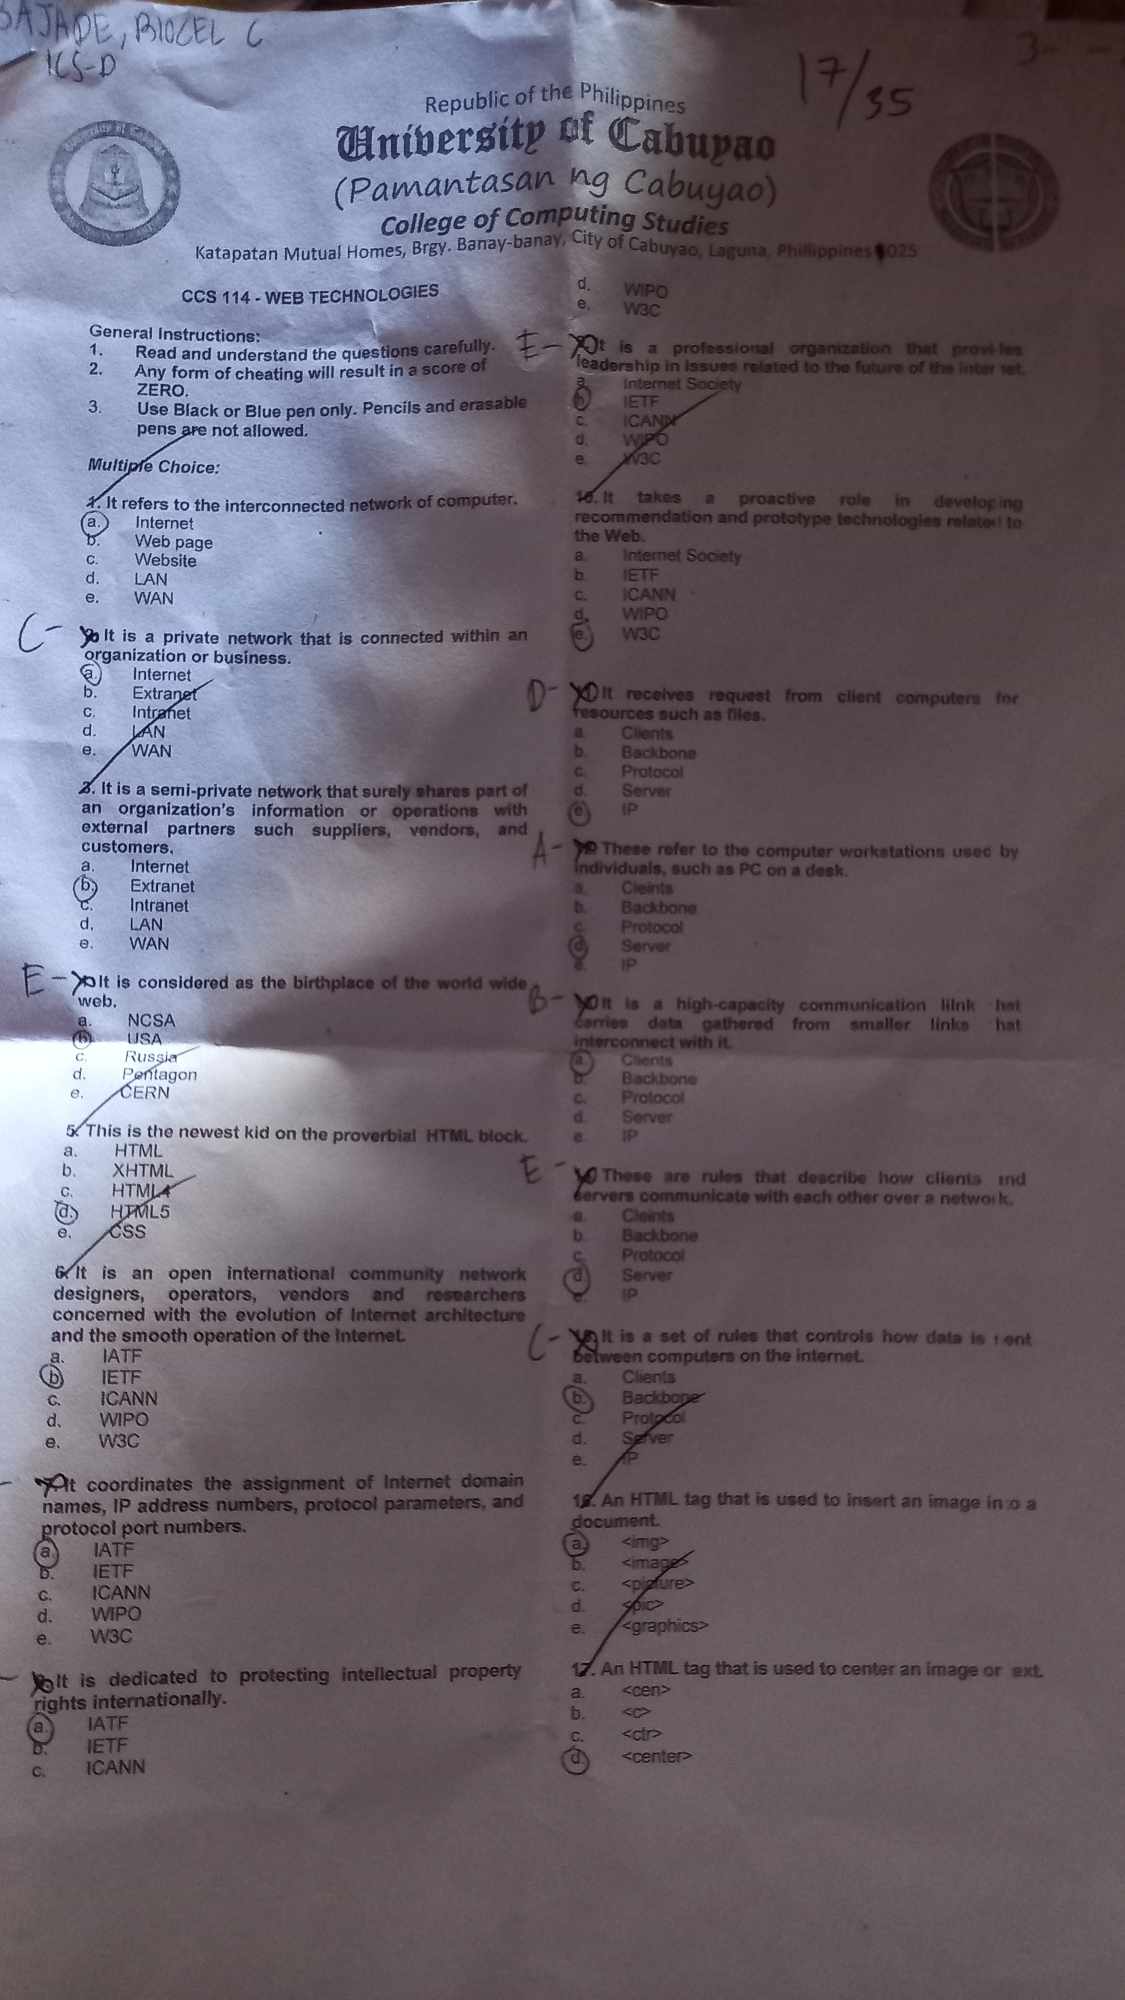 SAJADE, BIOCEL C
1CS-D
17/35
Republic of the Philippines
University of Cabuyao
(Pamantasan ng Cabuyao)
College of Computing Studies
Katapatan Mutual Homes, Brgy. Banay-banay, City of Cabuyao, Laguna, Phillippines 025
CCS 114 - WEB TECHNOLOGIES
General Instructions:
1. Read and understand the questions carefully.
2. Any form of cheating will result in a score of
ZERO.
3. Use Black or Blue pen only. Pencils and erasable
pens are not allowed.
Multiple Choice:
1. It refers to the interconnected network of computer.
a. Internet
b. Web page
c. Website
d. LAN
e. WAN
C - It is a private network that is connected within an
organization or business.
a. Internet
b. Extranet
c. Intranet
d. LAN
e. WAN
3. It is a semi-private network that surely shares part of
an organization's information or operations with
external partners such suppliers, vendors, and
customers.
a. Internet
b. Extranet
c. Intranet
d. LAN
e. WAN
E - It is considered as the birthplace of the world wide
web.
a. NCSA
b. USA
c. Russia
d. Pentagon
e. CERN
5. This is the newest kid on the proverbial HTML block.
a. HTML
b. XHTML
c. HTML4
d. HTML5
e. CSS
6. It is an open international community network
designers, operators, vendors and researchers
concerned with the evolution of Internet architecture
and the smooth operation of the Internet.
a. IATF
b. IETF
c. ICANN
d. WIPO
e. W3C
7. It coordinates the assignment of Internet domain
names, IP address numbers, protocol parameters, and
protocol port numbers.
a. IATF
b. IETF
c. ICANN
d. WIPO
e. W3C
It is dedicated to protecting intellectual property
rights internationally.
a. IATF
b. IETF
c. ICANN
d. WIPO
e. W3C
E - It is a professional organization that provides
leadership in issues related to the future of the internet.
a. Internet Society
b. IETF
c. ICANN
d. WIPO
e. W3C
10. It takes a proactive role in developing
recommendation and prototype technologies related to
the Web.
a. Internet Society
b. IETF
c. ICANN
d. WIPO
e. W3C
D - It receives request from client computers for
resources such as files.
a. Clients
b. Backbone
c. Protocol
d. Server
e. IP
A - These refer to the computer workstations used by
individuals, such as PC on a desk.
a. Cleints
b. Backbone
c. Protocol
d. Server
e. IP
B - It is a high-capacity communication lilnk hat
carries data gathered from smaller links hat
interconnect with it.
a. Clients
b. Backbone
c. Protocol
d. Server
e. IP
E - These are rules that describe how clients and
servers communicate with each other over a network.
a. Cleints
b. Backbone
c. Protocol
d. Server
e. IP
C - It is a set of rules that controls how data is sent
between computers on the internet.
a. Clients
b. Backbone
c. Protocol
d. Server
e. IP
16. An HTML tag that is used to insert an image into a
document.
a. <img>
b. <image>
c. <picture>
d. <pic>
e. <graphics>
17. An HTML tag that is used to center an image or ext.
a. <cen>
b. <c>
c. <ctr>
d. <center>